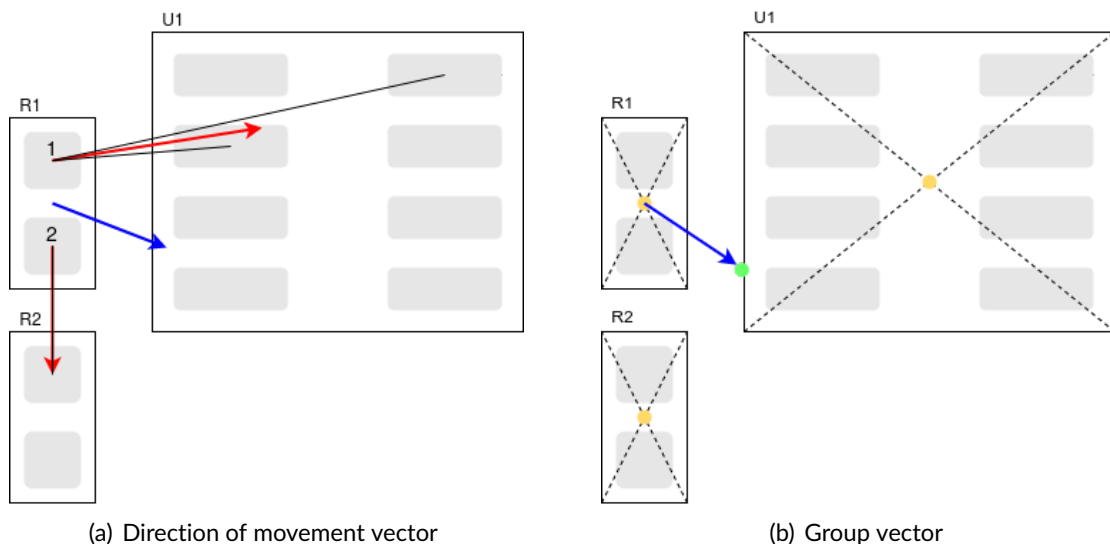 U1
R1
1
2
R2
(a) Direction of movement vector
U1
R1
R2
(b) Group vector